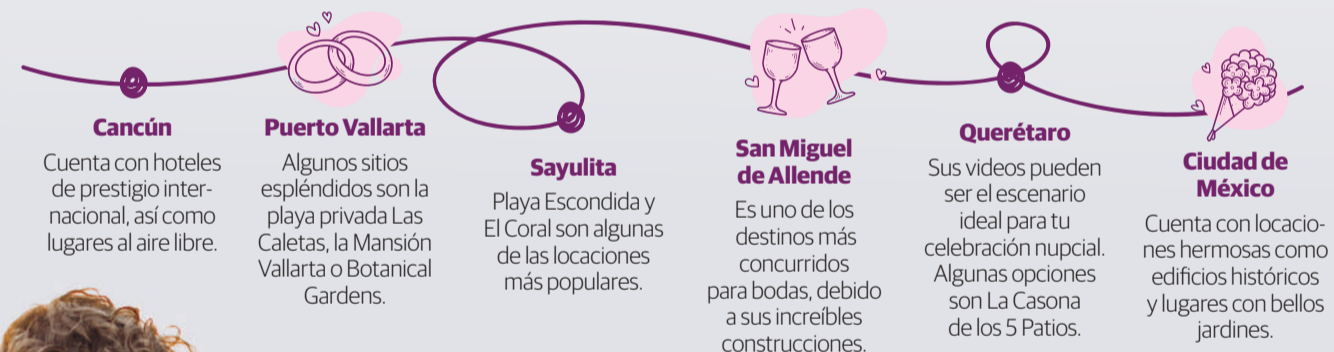 Cancún
Cuenta con hoteles
de prestigio inter-
nacional, así como
lugares al aire libre.
Puerto Vallarta
Algunos sitios
espléndidos son la
playa privada Las
Caletas, la Mansión
Vallarta o Botanical
Gardens.
Sayulita
Playa Escondida y
El Coral son algunas
de las locaciones
más populares.
San Miguel
de Allende
Es uno de los
destinos más
concurridos
para bodas, debido
a sus increíbles
construcciones.
Querétaro
Sus videos pueden
ser el escenario
ideal para tu
celebración nupcial.
Algunas opciones
son La Casona
de los 5 Patios.
Ciudad de
México
Cuenta con locacio-
nes hermosas como
edificios históricos
y lugares con bellos
jardines.